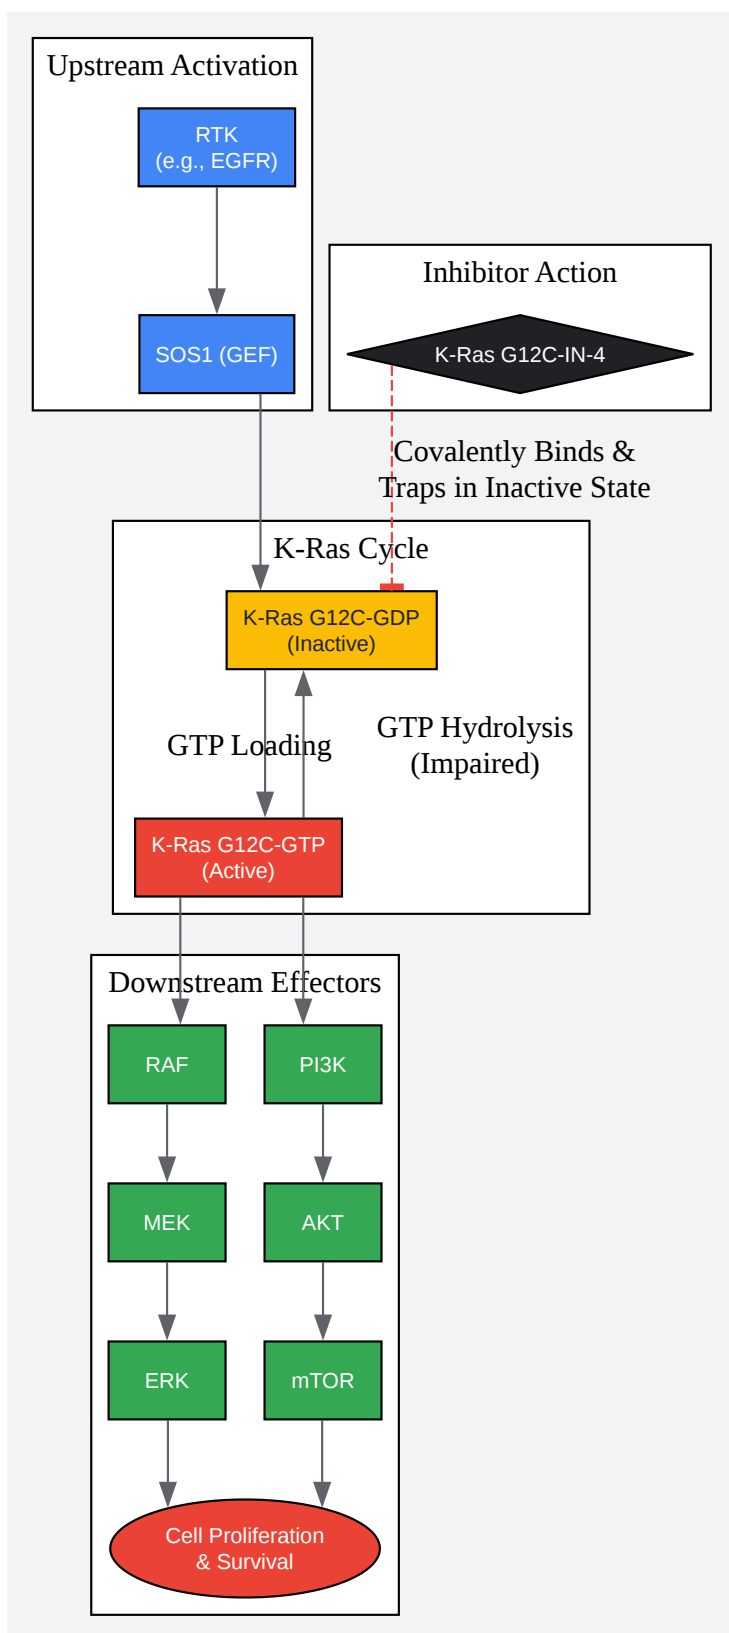 Upstream Activation
RTK
(e.g., EGFR)
SOS1 (GEF)
Inhibitor Action
K-Ras G12C-IN-4
Covalently Binds &
Traps in Inactive State
K-Ras Cycle
K-Ras G12C-GDP
(Inactive)
GTP Loading
GTP Hydrolysis
(Impaired)
K-Ras G12C-GTP
(Active)
Downstream Effectors
RAF
PI3K
MEK
AKT
ERK
mTOR
Cell Proliferation
& Survival